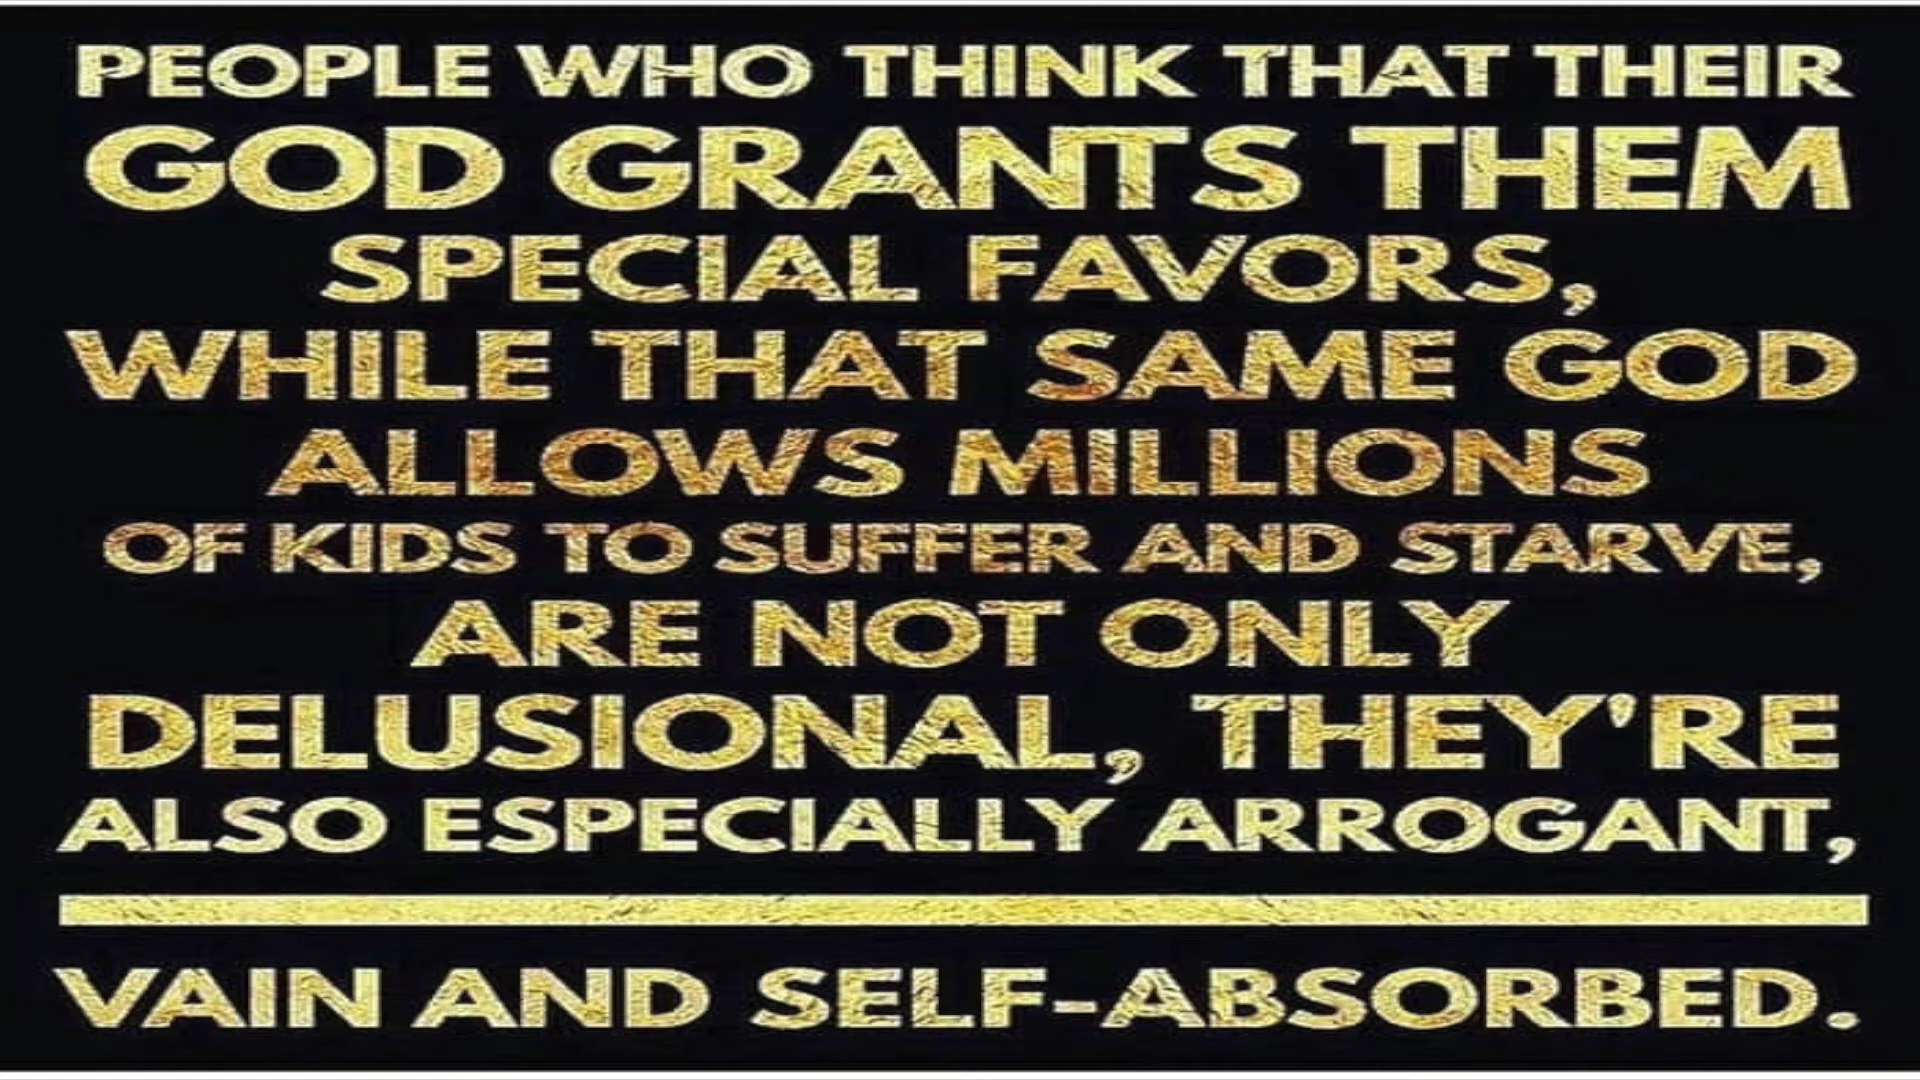 PEOPLE WHO THINK THAT THEIR
GOD GRANTS THEM
SPECIAL FAVORS,
WHILE THAT SAME GOD
ALLOWS MILLIONS
OF KIDS TO SUFFER AND STARVE,
ARE NOT ONLY
DELUSIONAL, THEY'RE
ALSO ESPECIALLY ARROGANT,
VAIN AND SELF-ABSORBED.